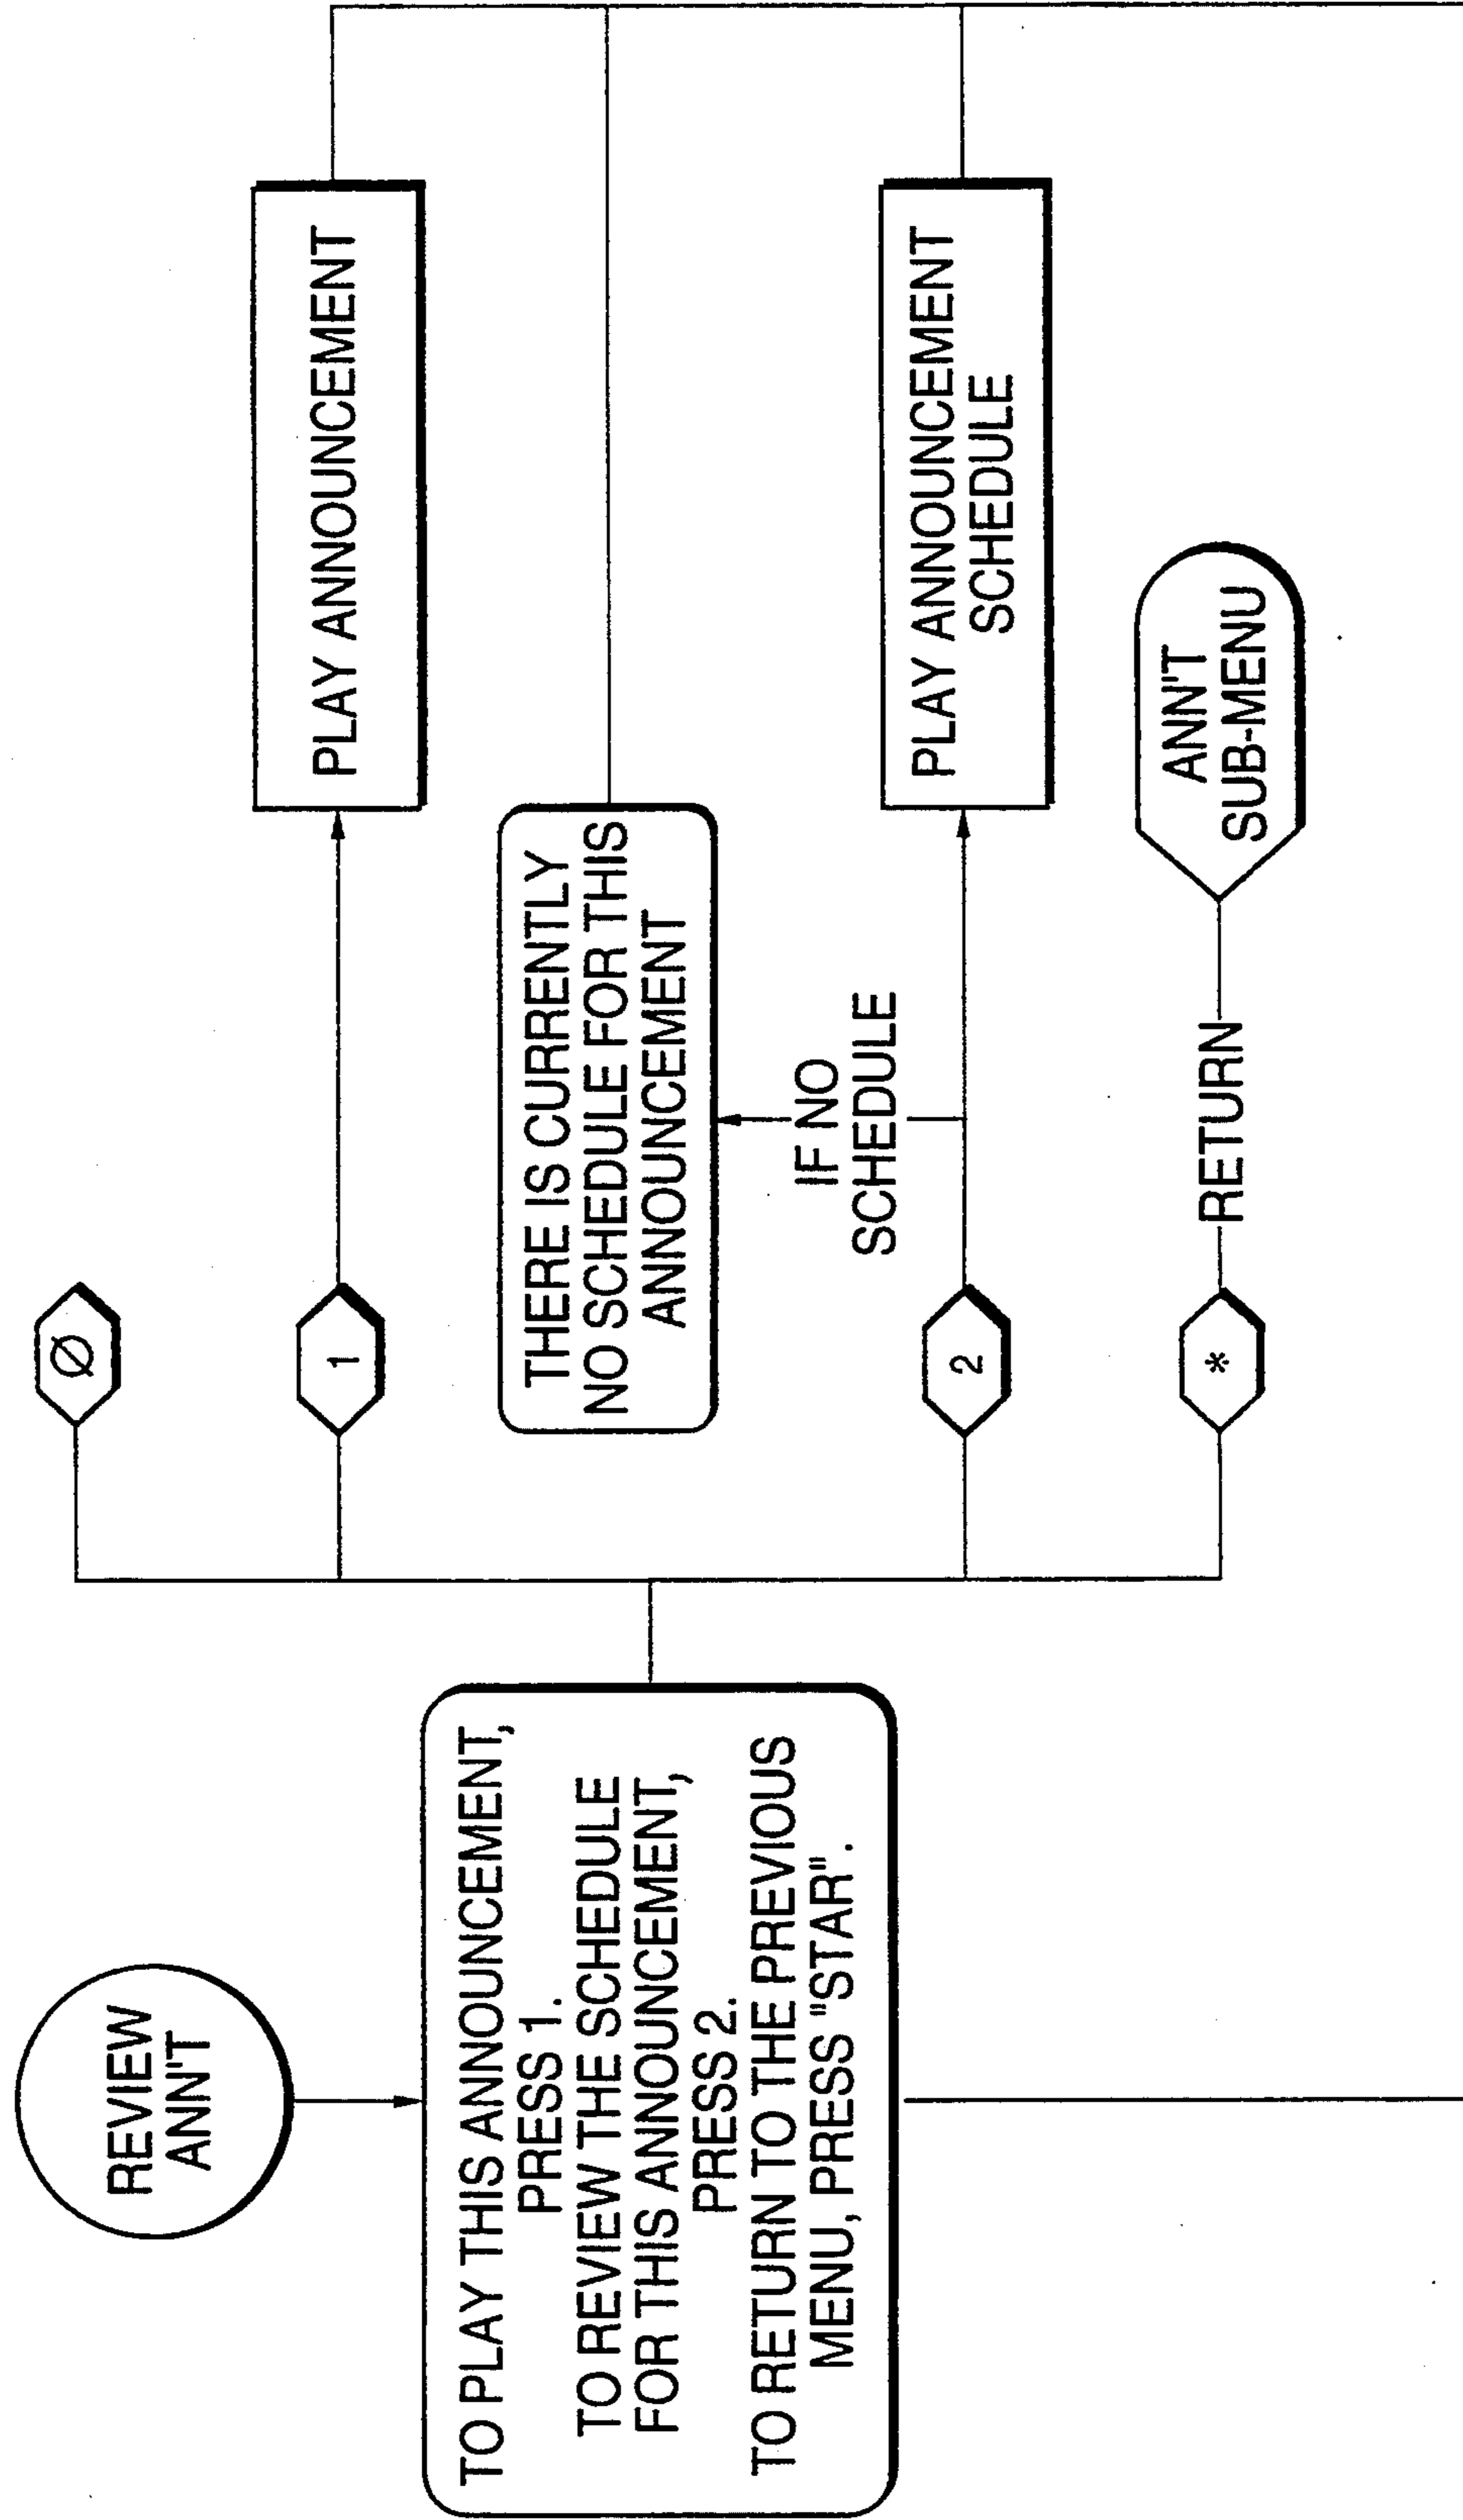 REVIEW
ANN'T
TO PLAY THIS ANNOUNCEMENT,
PRESS 1.
TO REVIEW THE SCHEDULE
FOR THIS ANNOUNCEMENT,
PRESS 2.
TO RETURN TO THE PREVIOUS
MENU, PRESS "STAR".
Ø
1
PLAY ANNOUNCEMENT
THERE IS CURRENTLY
NO SCHEDULE FOR THIS
ANNOUNCEMENT
IF NO
SCHEDULE
2
PLAY ANNOUNCEMENT
SCHEDULE
*
RETURN
ANN'T
SUB-MENU